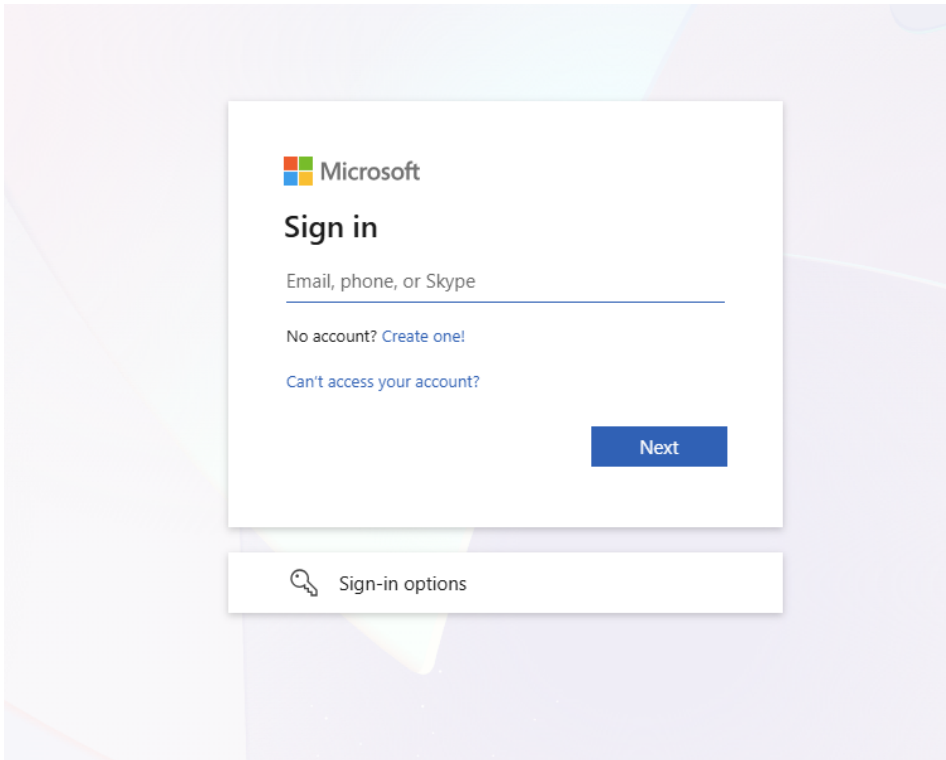 Microsoft
Sign in
Email, phone, or Skype
No account? Create one!
Can't access your account?
Next
Sign-in options